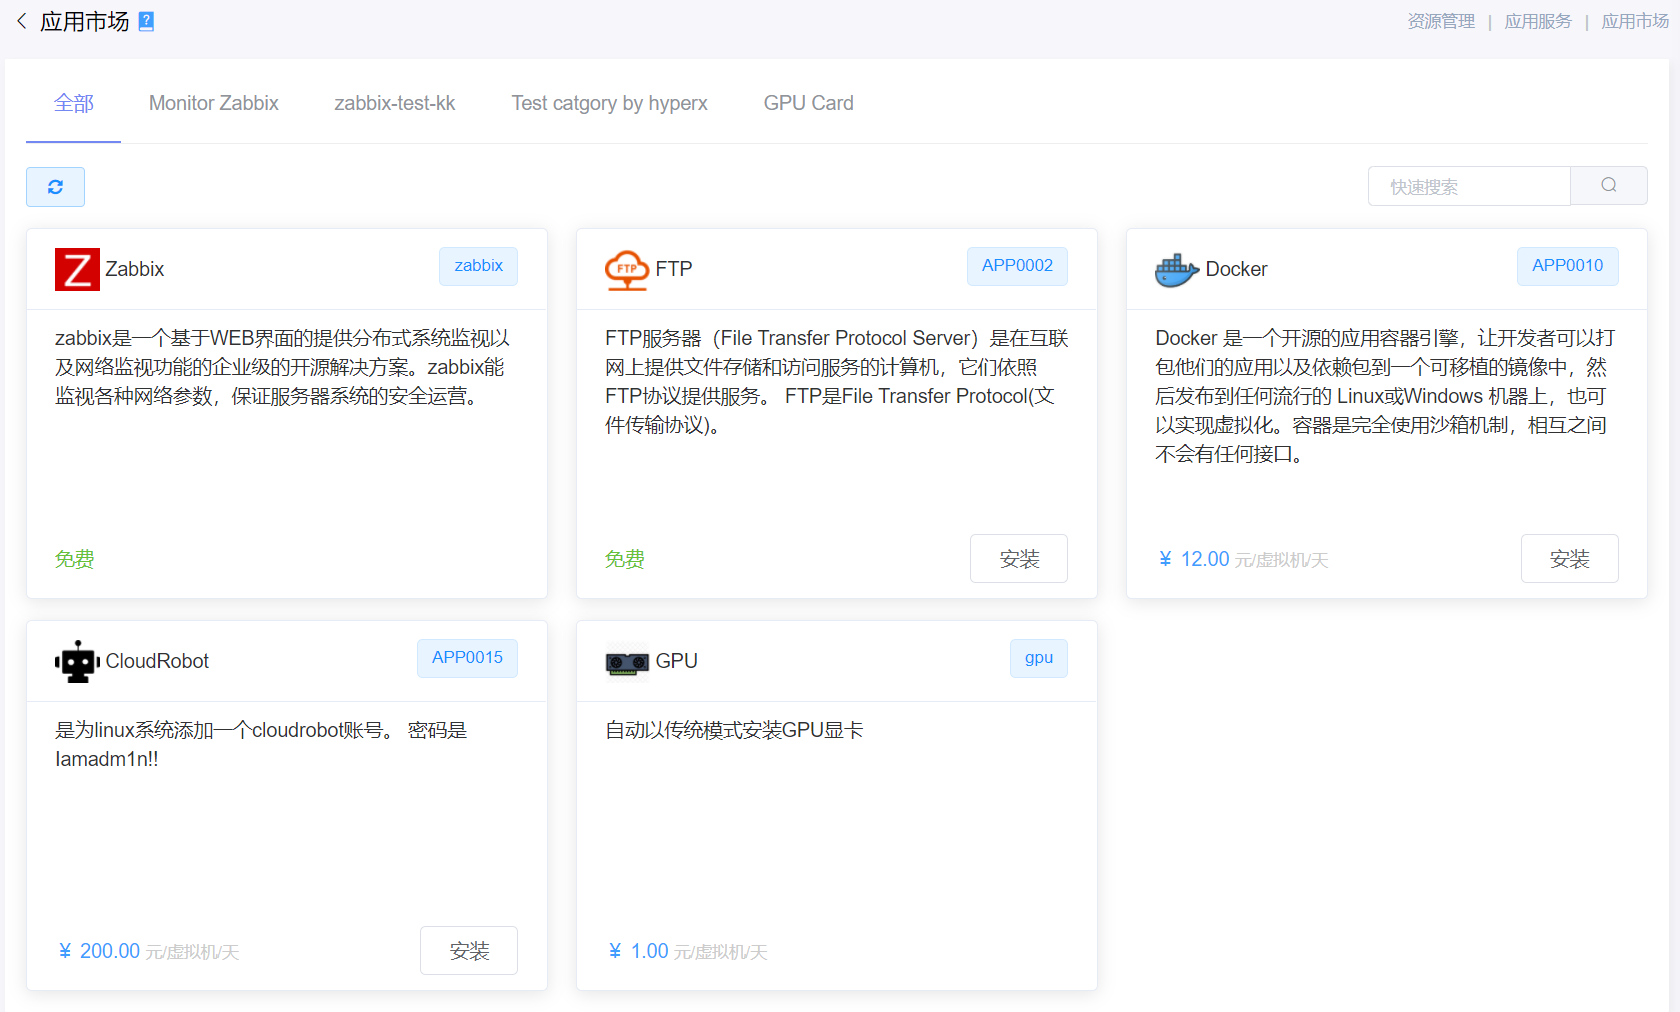 应用市场
资源管理 | 应用服务 | 应用市场
全部 Monitor Zabbix zabbix-test-kk Test catgory by hyperx GPU Card
快速搜索
Zabbix zabbix
zabbix是一个基于WEB界面的提供分布式系统监视以
及网络监视功能的企业级的开源解决方案。zabbix能
监视各种网络参数，保证服务器系统的安全运营。
免费
FTP
FTP APP0002
FTP服务器（File Transfer Protocol Server）是在互联
网上提供文件存储和访问服务的计算机，它们依照
FTP协议提供服务。 FTP是File Transfer Protocol(文
件传输协议)。
免费 安装
Docker APP0010
Docker 是一个开源的应用容器引擎，让开发者可以打
包他们的应用以及依赖包到一个可移植的镜像中，然
后发布到任何流行的 Linux或Windows 机器上，也可
以实现虚拟化。容器是完全使用沙箱机制，相互之间
不会有任何接口。
¥ 12.00 元/虚拟机/天 安装
CloudRobot APP0015
是为linux系统添加一个cloudrobot账号。 密码是
Iamadm1n!!
¥ 200.00 元/虚拟机/天 安装
GPU gpu
自动以传统模式安装GPU显卡
¥ 1.00 元/虚拟机/天